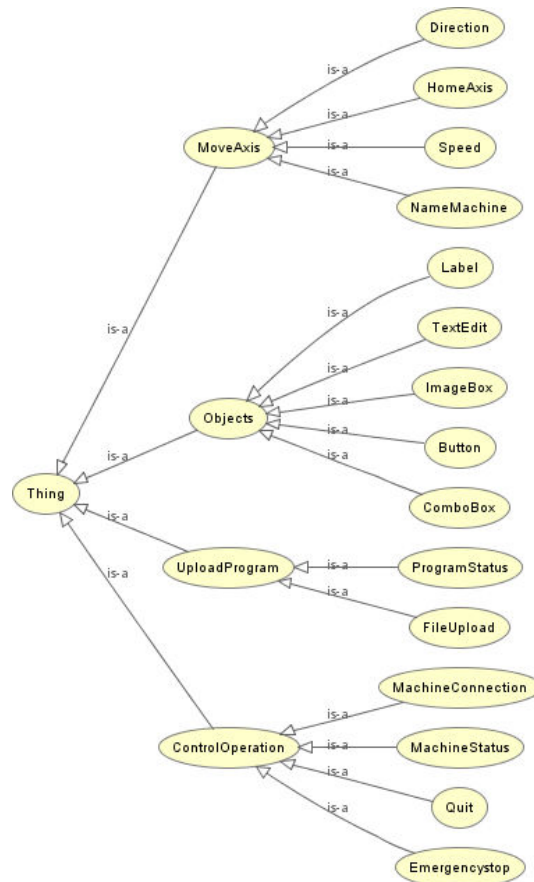 Direction
is-a
HomeAxis
is-a
MoveAxis
is-a
Speed
is-a
NameMachine
Label
is-a
TextEdit
is-a
is-a
ImageBox
is-a
Objects
is-a
Button
is-a
is-a
ComboBox
Thing
is-a
UploadProgram
is-a
ProgramStatus
is-a
is-a
FileUpload
MachineConnection
is-a
ControlOperation
is-a
MachineStatus
is-a
Quit
is-a
Emergencystop